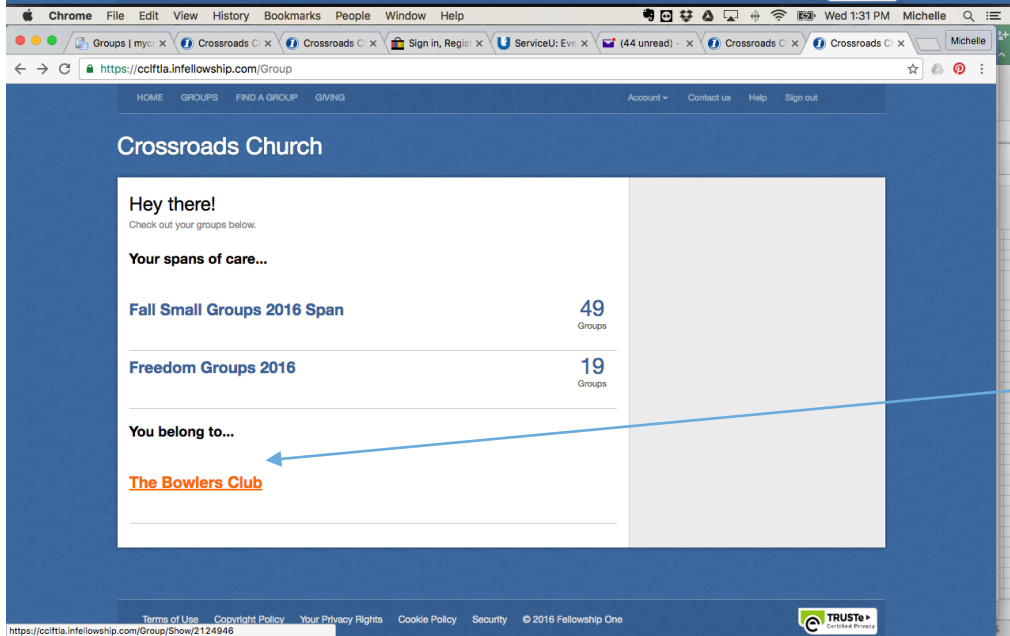 Chrome File Edit View History Bookmarks People Window Help Wed 1:31 PM Michelle
Groups | myc Crossroads C Crossroads C Sign in, Regist ServiceU: Eve (44 unread) - Crossroads C Crossroads C Michelle
https://cclftla.infellowship.com/Group
HOME GROUPS FIND A GROUP GIVING Account Contact us Help Sign out
Crossroads Church
Hey there!
Check out your groups below.
Your spans of care...
Fall Small Groups 2016 Span 49
Groups
Freedom Groups 2016 19
Groups
You belong to...
The Bowlers Club
Terms of Use Copyright Policy Your Privacy Rights Cookie Policy Security © 2016 Fellowship One TRUSTe
Certified Privacy
https://cclftla.infellowship.com/Group/Show/2124946